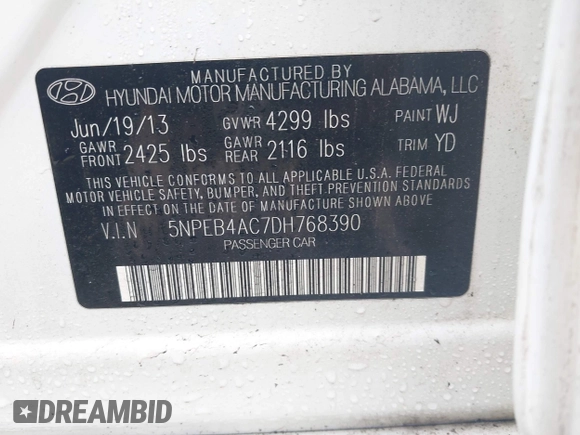 MANUFACTURED BY
HYUNDAI MOTOR MANUFACTURING ALABAMA, LLC
Jun/19/13 GVWR 4299 lbs PAINT WJ
GAWR FRONT 2425 lbs GAWR REAR 2116 lbs TRIM YD
THIS VEHICLE CONFORMS TO ALL APPLICABLE U.S.A. FEDERAL
MOTOR VEHICLE SAFETY, BUMPER, AND THEFT PREVENTION STANDARDS
IN EFFECT ON THE DATE OF MANUFACTURE SHOWN ABOVE
V.I.N 5NPEB4AC7DH768390
PASSENGER CAR
DREAMBID